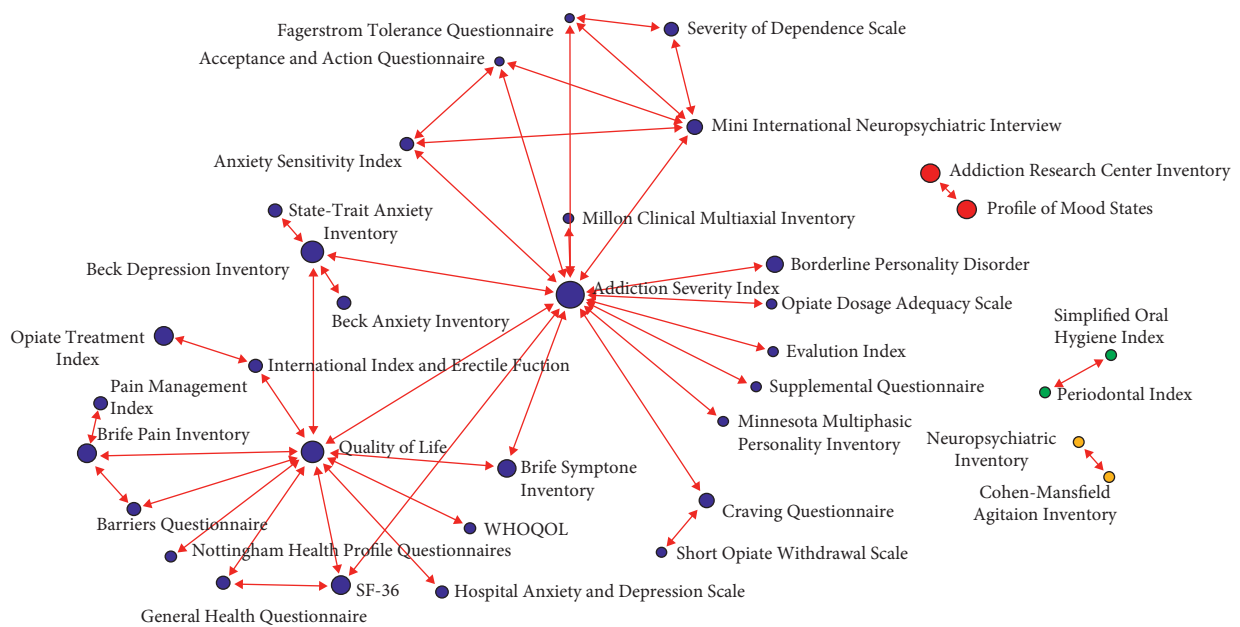 Fagerstrom Tolerance Questionnaire
Severity of Dependence Scale
Acceptance and Action Questionnaire
Mini International Neuropsychiatric Interview
Anxiety Sensitivity Index
Addiction Research Center Inventory
Profile of Mood States
State-Trait Anxiety
Inventory
Millon Clinical Multiaxial Inventory
Beck Depression Inventory
Borderline Personality Disorder
Addiction Severity Index
Opiate Dosage Adequacy Scale
Beck Anxiety Inventory
Simplified Oral
Hygiene Index
Opiate Treatment
Index
Evalution Index
International Index and Erectile Fuction
Supplemental Questionnaire
Periodontal Index
Pain Management
Index
Minnesota Multiphasic
Personality Inventory
Brife Pain Inventory
Quality of Life
Neuropsychiatric
Inventory
Brife Symptone
Inventory
Cohen-Mansfield
Agitaion Inventory
Craving Questionnaire
Barriers Questionnaire
WHOQOL
Nottingham Health Profile Questionnaires
Short Opiate Withdrawal Scale
SF-36
Hospital Anxiety and Depression Scale
General Health Questionnaire